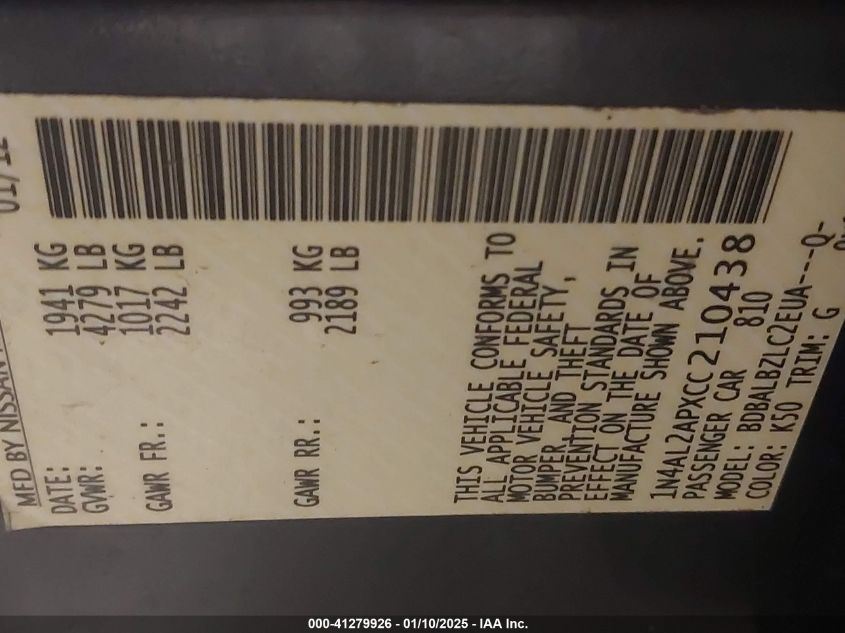 MFD BY NISSAN
DATE: 01/12
GVWR: 1941 KG
4279 LB
GAWR FR.: 1017 KG
2242 LB
GAWR RR.: 993 KG
2189 LB
THIS VEHICLE CONFORMS TO
ALL APPLICABLE FEDERAL
MOTOR VEHICLE SAFETY,
BUMPER, AND THEFT
PREVENTION STANDARDS IN
EFFECT ON THE DATE OF
MANUFACTURE SHOWN ABOVE.
1N4AL2APXCC210438
PASSENGER CAR 810
MODEL: BDBALBZLC2EUA---Q-
COLOR: K50 TRIM: G
000-41279926 - 01/10/2025 - IAA Inc.